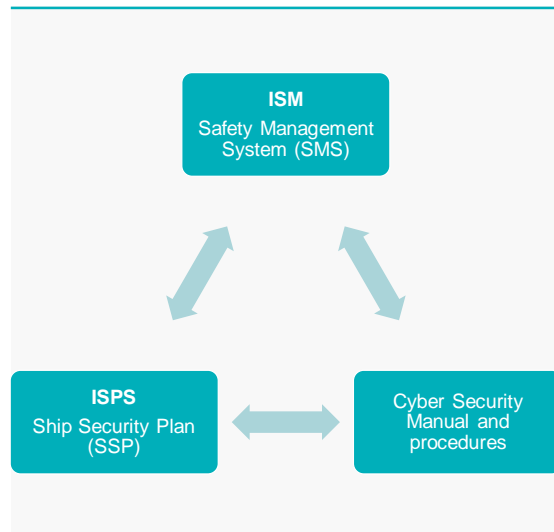 ISM
Safety Management
System (SMS)
ISPS
Ship Security Plan
(SSP)
Cyber Security
Manual and
procedures